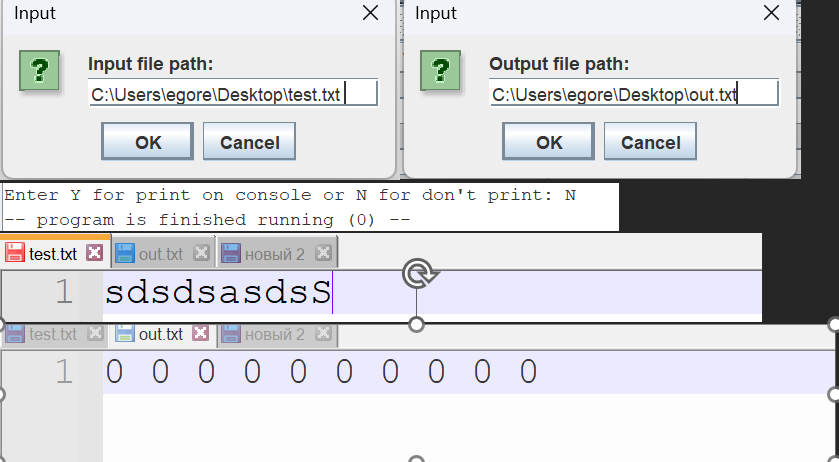 Input
Input file path:
C:\Users\egore\Desktop\test.txt
OK
Cancel
Input
Output file path:
C:\Users\egore\Desktop\out.txt
OK
Cancel
Enter Y for print on console or N for don't print: N
-- program is finished running (0) --
test.txt out.txt новый 2
1 sdsdsasdsS
test.txt out.txt новый 2
1 0 0 0 0 0 0 0 0 0 0